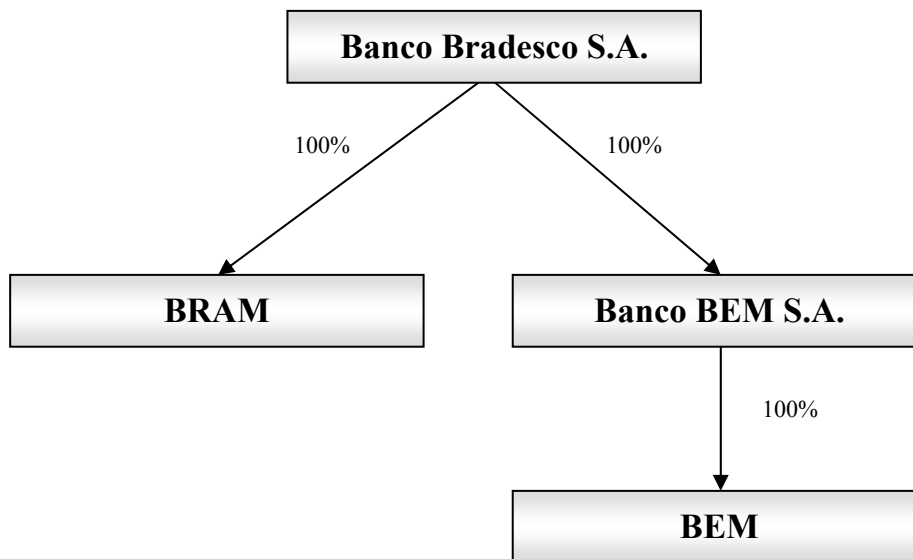 Banco Bradesco S.A.
100%
100%
BRAM
Banco BEM S.A.
100%
BEM